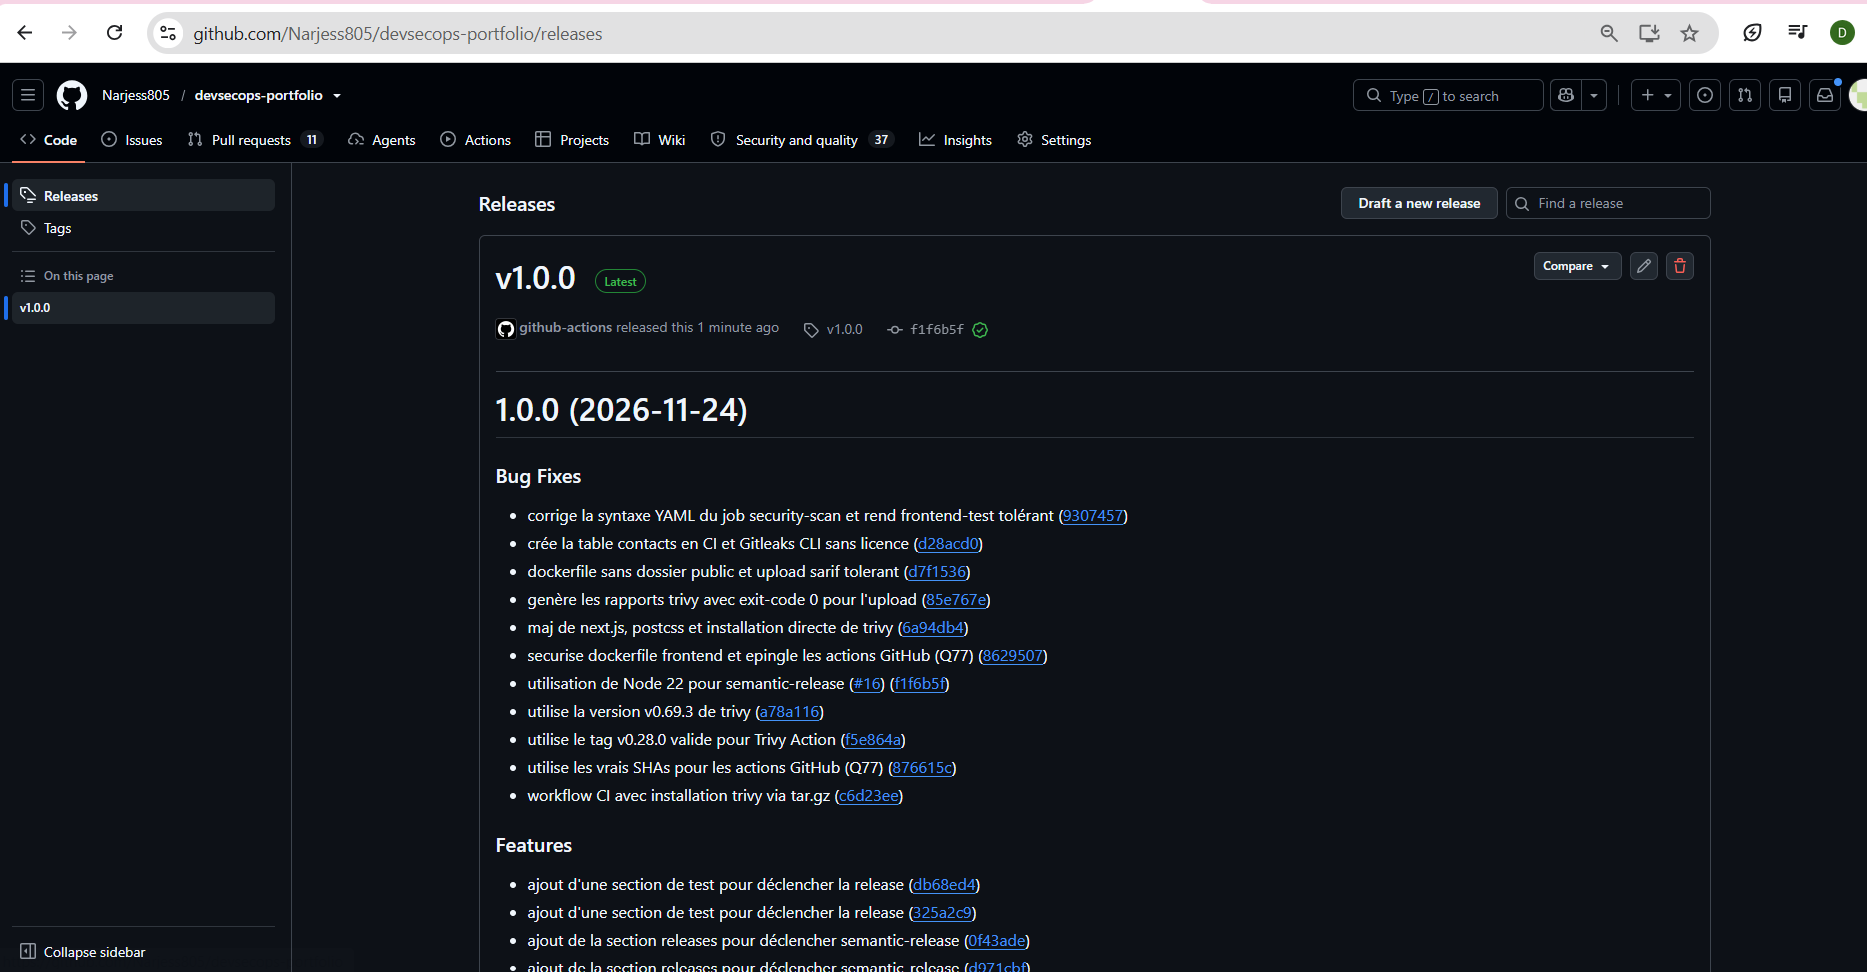 github.com/Narjess805/devsecops-portfolio/releases
D
Narjess805 / devsecops-portfolio
Type / to search
Code
Issues
Pull requests 11
Agents
Actions
Projects
Wiki
Security and quality 37
Insights
Settings
Releases
Tags
On this page
v1.0.0
Collapse sidebar
Releases
Draft a new release
Find a release
v1.0.0 Latest
Compare
github-actions released this 1 minute ago v1.0.0 f1f6b5f
1.0.0 (2026-11-24)
Bug Fixes
• corrige la syntaxe YAML du job security-scan et rend frontend-test tolérant (9307457)
• crée la table contacts en CI et Gitleaks CLI sans licence (d28acd0)
• dockerfile sans dossier public et upload sarif tolerant (d7f1536)
• genère les rapports trivy avec exit-code 0 pour l'upload (85e767e)
• maj de next.js, postcss et installation directe de trivy (6a94db4)
• securise dockerfile frontend et epingle les actions GitHub (Q77) (8629507)
• utilisation de Node 22 pour semantic-release (#16) (f1f6b5f)
• utilise la version v0.69.3 de trivy (a78a116)
• utilise le tag v0.28.0 valide pour Trivy Action (f5e864a)
• utilise les vrais SHAs pour les actions GitHub (Q77) (876615c)
• workflow CI avec installation trivy via tar.gz (c6d23ee)
Features
• ajout d'une section de test pour déclencher la release (db68ed4)
• ajout d'une section de test pour déclencher la release (325a2c9)
• ajout de la section releases pour déclencher semantic-release (0f43ade)
• ajout de la section releases pour déclencher semantic-release (d971cbf)